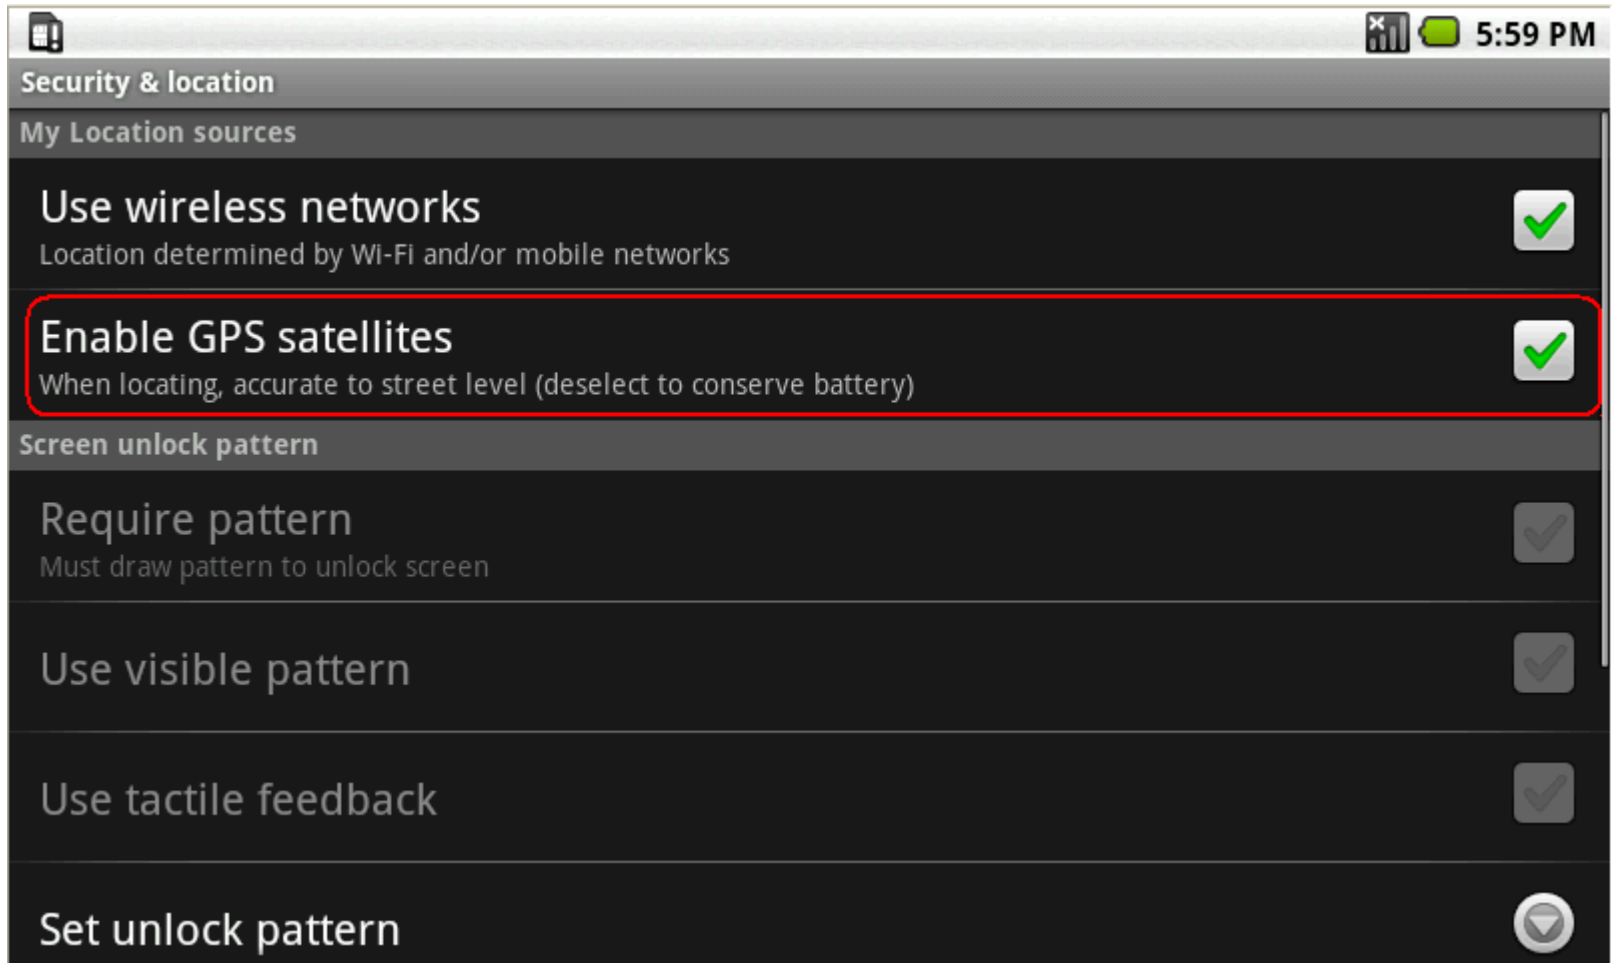 5:59 PM
Security & location
My Location sources
Use wireless networks
Location determined by Wi-Fi and/or mobile networks
Enable GPS satellites
When locating, accurate to street level (deselect to conserve battery)
Screen unlock pattern
Require pattern
Must draw pattern to unlock screen
Use visible pattern
Use tactile feedback
Set unlock pattern